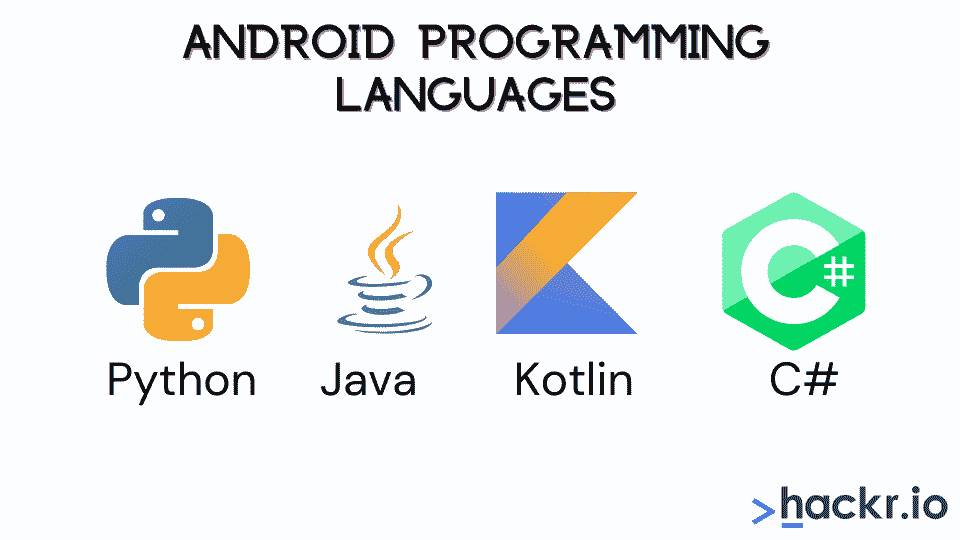 ANDROID PROGRAMMING
LANGUAGES
C#
Python Java Kotlin C#
>hackr.io